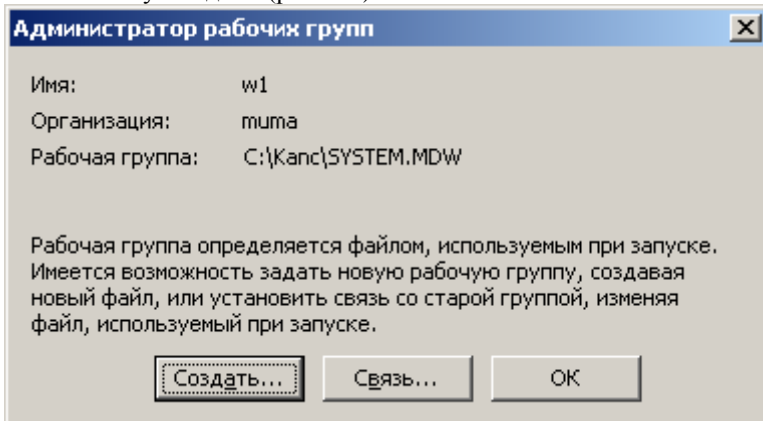 Администратор рабочих групп
Имя: w1
Организация: muma
Рабочая группа: C:\Kanc\SYSTEM.MDW
Рабочая группа определяется файлом, используемым при запуске.
Имеется возможность задать новую рабочую группу, создавая
новый файл, или установить связь со старой группой, изменяя
файл, используемый при запуске.
Создать... Связь... ОК